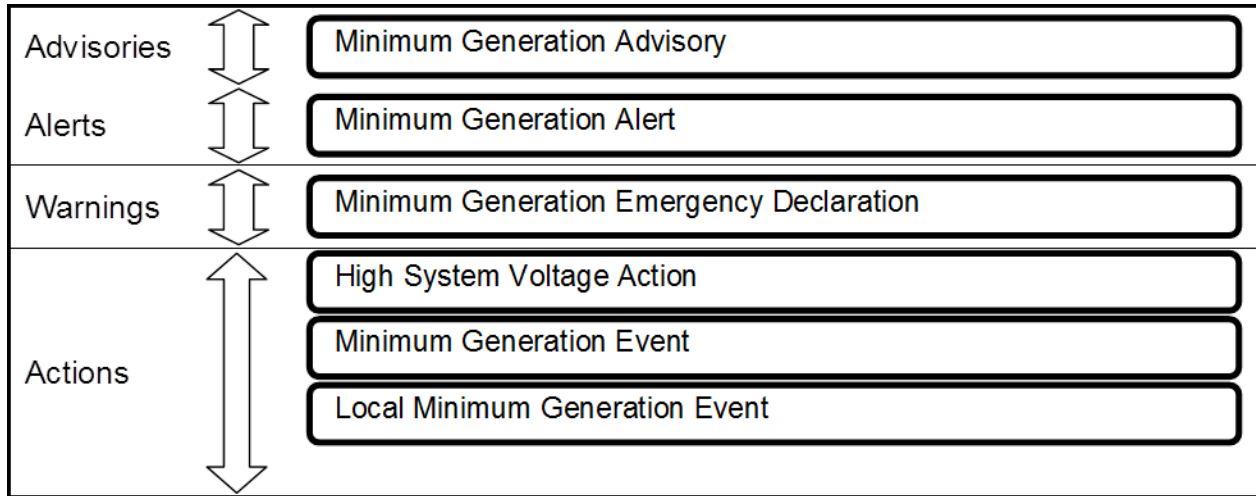 Advisories
Minimum Generation Advisory
Alerts
Minimum Generation Alert
Warnings
Minimum Generation Emergency Declaration
Actions
High System Voltage Action
Minimum Generation Event
Local Minimum Generation Event